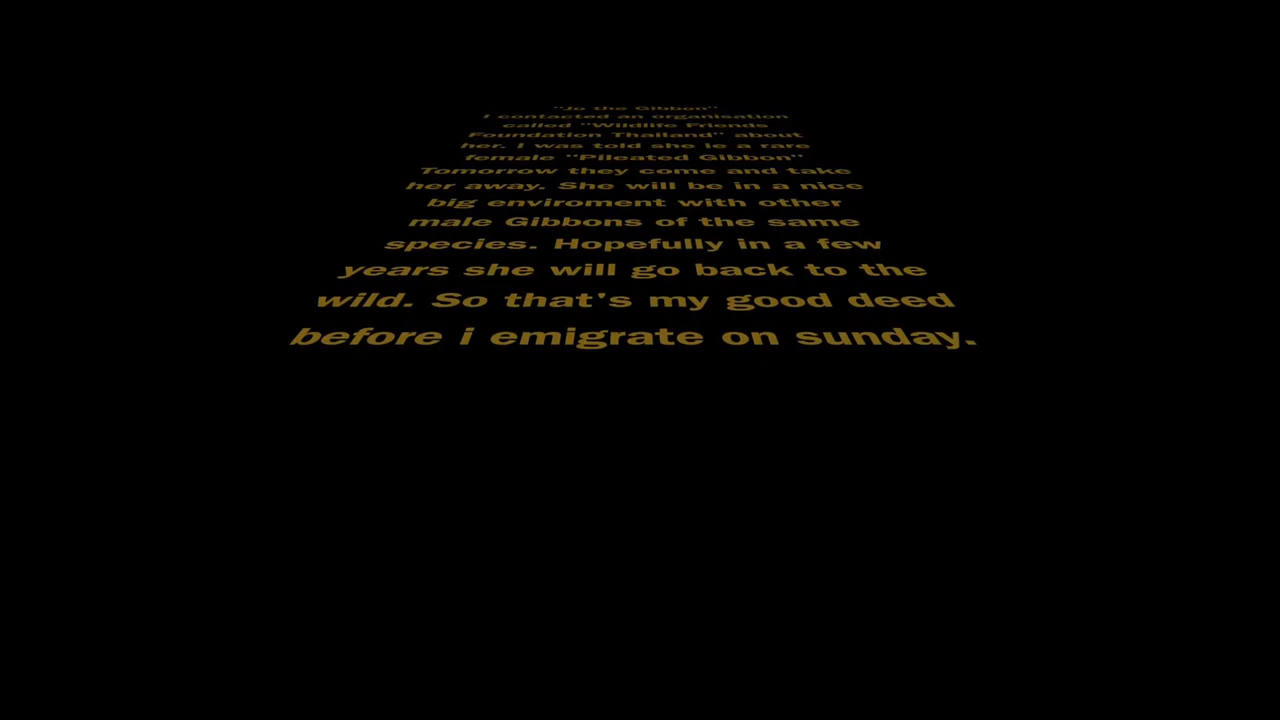 "Jo the Gibbon"
I contacted an organisation
called "Wildlife Friends
Foundation Thailand" about
her. I was told she ie a rare
female "Pileated Gibbon"
Tomorrow they come and take
her away. She will be in a nice
big enviroment with other
male Gibbons of the same
species. Hopefully in a few
years she will go back to the
wild. So that's my good deed
before i emigrate on sunday.